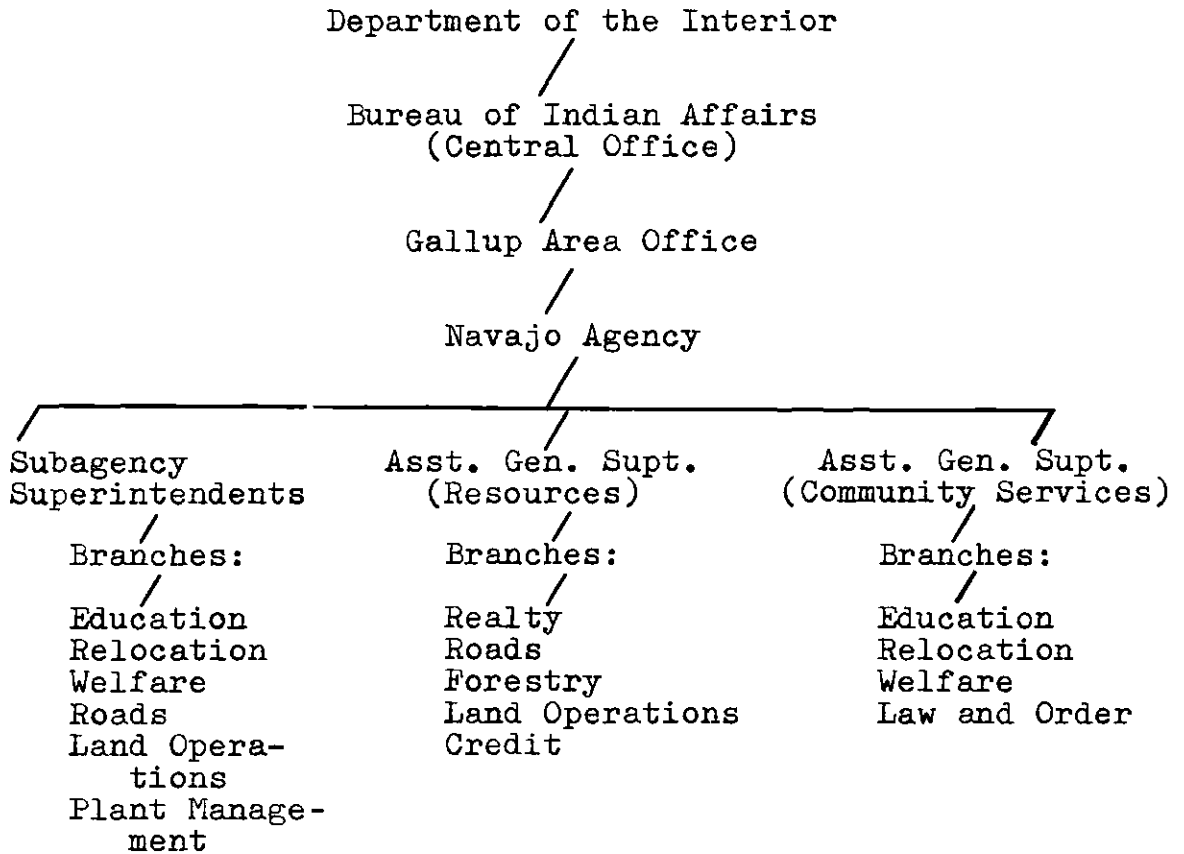 Department of the Interior
Bureau of Indian Affairs
(Central Office)
Gallup Area Office
Navajo Agency
Subagency
Superintendents
Branches:
Education
Relocation
Welfare
Roads
Land Opera-
tions
Plant Manage-
ment
Asst. Gen. Supt.
(Resources)
Branches:
Realty
Roads
Forestry
Land Operations
Credit
Asst. Gen. Supt.
(Community Services)
Branches:
Education
Relocation
Welfare
Law and Order